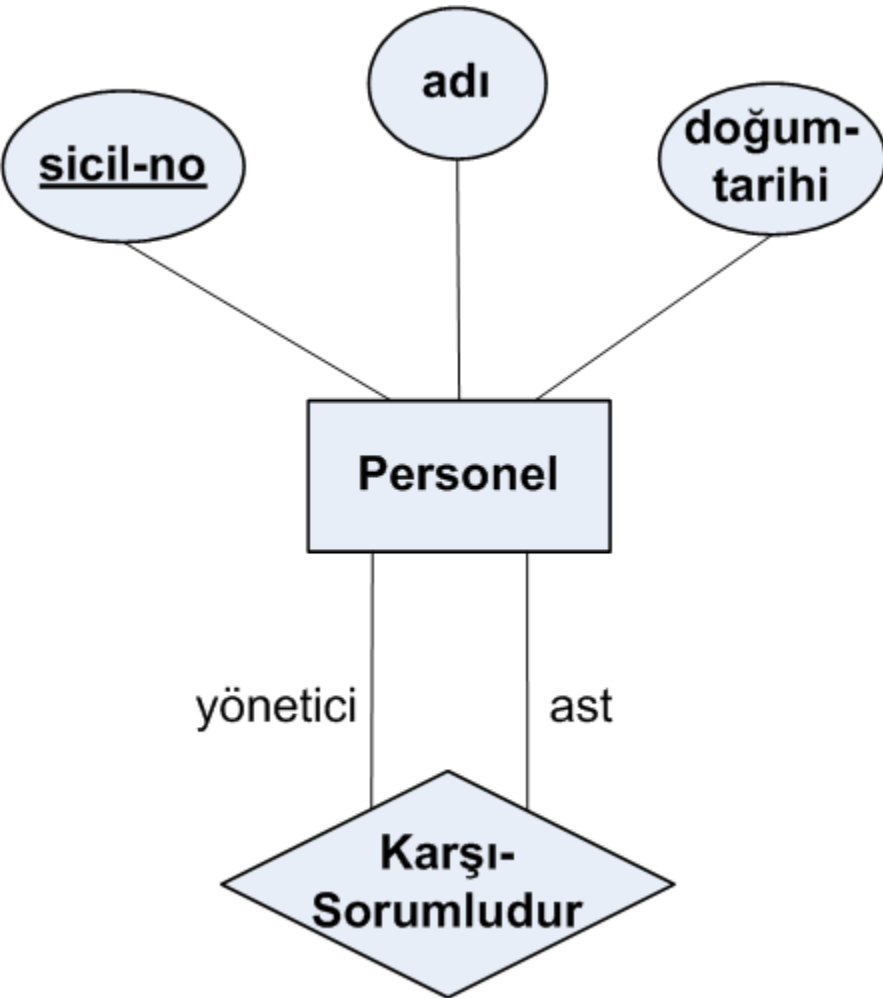 adı
sicil-no
doğum-
tarihi
Personel
yönetici
ast
Karşı-
Sorumludur